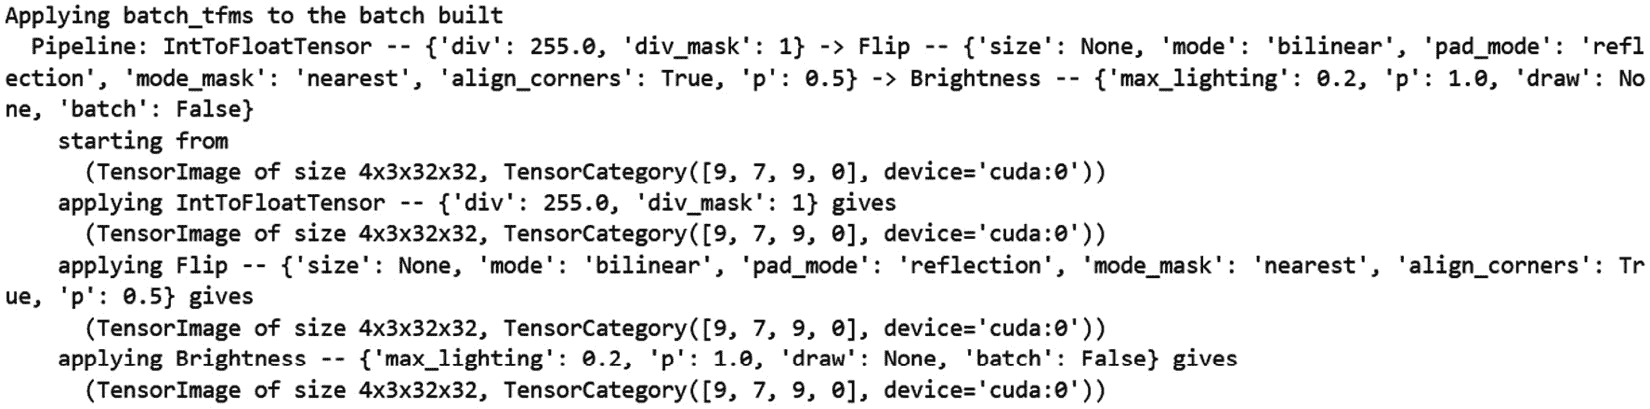 Applying batch_tfms to the batch built
  Pipeline: IntToFloatTensor -- {'div': 255.0, 'div_mask': 1} -> Flip -- {'size': None, 'mode': 'bilinear', 'pad_mode': 'refl
ection', 'mode_mask': 'nearest', 'align_corners': True, 'p': 0.5} -> Brightness -- {'max_lighting': 0.2, 'p': 1.0, 'draw': No
ne, 'batch': False}
    starting from
      (TensorImage of size 4x3x32x32, TensorCategory([9, 7, 9, 0], device='cuda:0'))
    applying IntToFloatTensor -- {'div': 255.0, 'div_mask': 1} gives
      (TensorImage of size 4x3x32x32, TensorCategory([9, 7, 9, 0], device='cuda:0'))
    applying Flip -- {'size': None, 'mode': 'bilinear', 'pad_mode': 'reflection', 'mode_mask': 'nearest', 'align_corners': Tr
ue, 'p': 0.5} gives
      (TensorImage of size 4x3x32x32, TensorCategory([9, 7, 9, 0], device='cuda:0'))
    applying Brightness -- {'max_lighting': 0.2, 'p': 1.0, 'draw': None, 'batch': False} gives
      (TensorImage of size 4x3x32x32, TensorCategory([9, 7, 9, 0], device='cuda:0'))